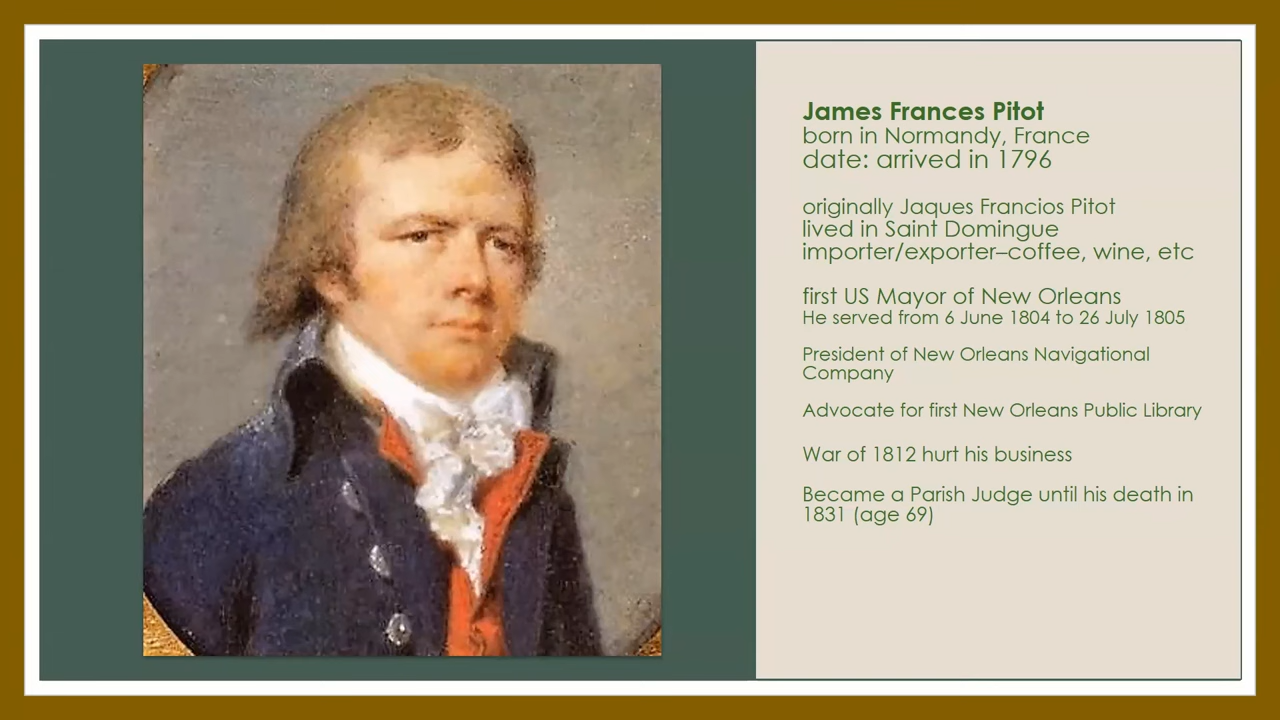 James Frances Pitot
born in Normandy, France
date: arrived in 1796
originally Jaques Francios Pitot
lived in Saint Domingue
importer/exporter–coffee, wine, etc
first US Mayor of New Orleans
He served from 6 June 1804 to 26 July 1805
President of New Orleans Navigational
Company
Advocate for first New Orleans Public Library
War of 1812 hurt his business
Became a Parish Judge until his death in
1831 (age 69)